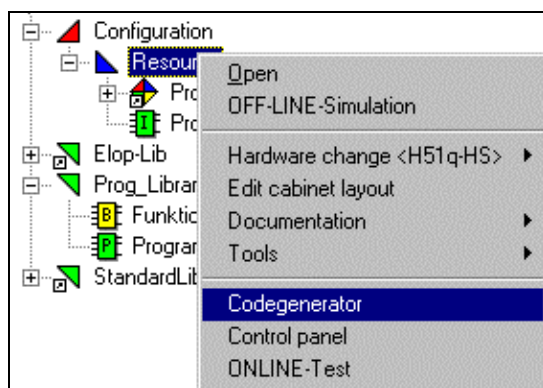 Configuration
Resour
Open
Pro
OFF-LINE-Simulation
Pro
Elop-Lib
Hardware change <H51q-HS>
Prog_Librar
Edit cabinet layout
B Funktio
Documentation
P Program
Tools
StandardLib
Codegenerator
Control panel
ONLINE-Test